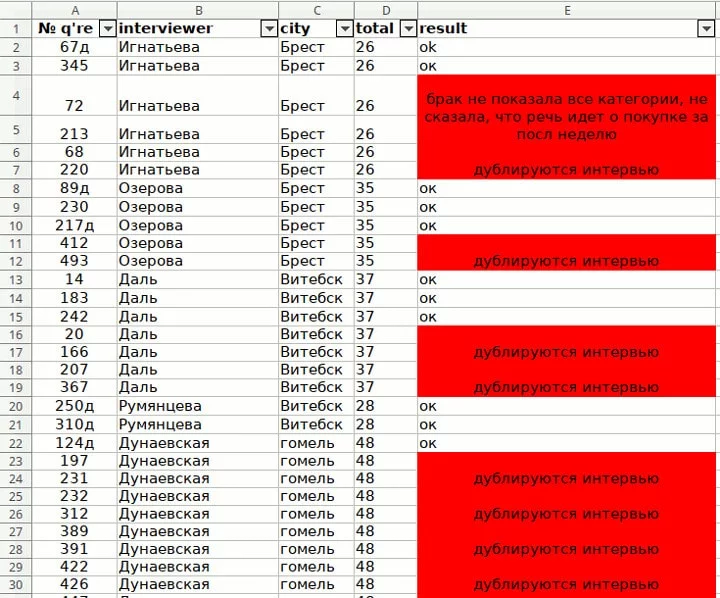 A B C D E
1 № q're interviewer city total result
2 67д Игнатьева Брест 26 ok
3 345 Игнатьева Брест 26 ок
4 72 Игнатьева Брест 26 брак не показала все категории, не
сказала, что речь идет о покупке за
5 213 Игнатьева Брест 26 посл неделю
6 68 Игнатьева Брест 26
7 220 Игнатьева Брест 26 дублируются интервью
8 89д Озерова Брест 35 ок
9 230 Озерова Брест 35 ок
10 217д Озерова Брест 35 ок
11 412 Озерова Брест 35
12 493 Озерова Брест 35 дублируются интервью
13 14 Даль Витебск 37 ок
14 183 Даль Витебск 37 ок
15 242 Даль Витебск 37 ок
16 20 Даль Витебск 37
17 166 Даль Витебск 37 дублируются интервью
18 207 Даль Витебск 37
19 367 Даль Витебск 37 дублируются интервью
20 250д Румянцева Витебск 28 ок
21 310д Румянцева Витебск 28 ок
22 124д Дунаевская гомель 48 ок
23 197 Дунаевская гомель 48
24 231 Дунаевская гомель 48 дублируются интервью
25 232 Дунаевская гомель 48
26 312 Дунаевская гомель 48 дублируются интервью
27 389 Дунаевская гомель 48
28 391 Дунаевская гомель 48 дублируются интервью
29 422 Дунаевская гомель 48
30 426 Дунаевская гомель 48 дублируются интервью